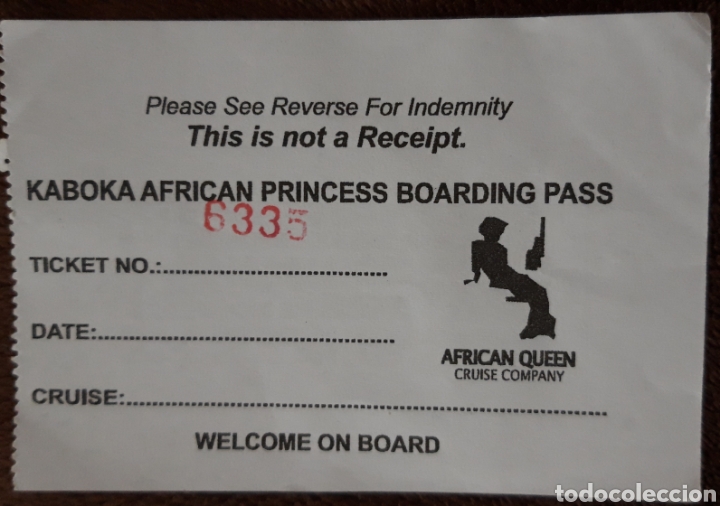 Please See Reverse For Indemnity
This is not a Receipt.
KABOKA AFRICAN PRINCESS BOARDING PASS
6335
TICKET NO.:.............................................
DATE:..........................................................
CRUISE:...............................................................................................
AFRICAN QUEEN
CRUISE COMPANY
WELCOME ON BOARD
todocoleccion